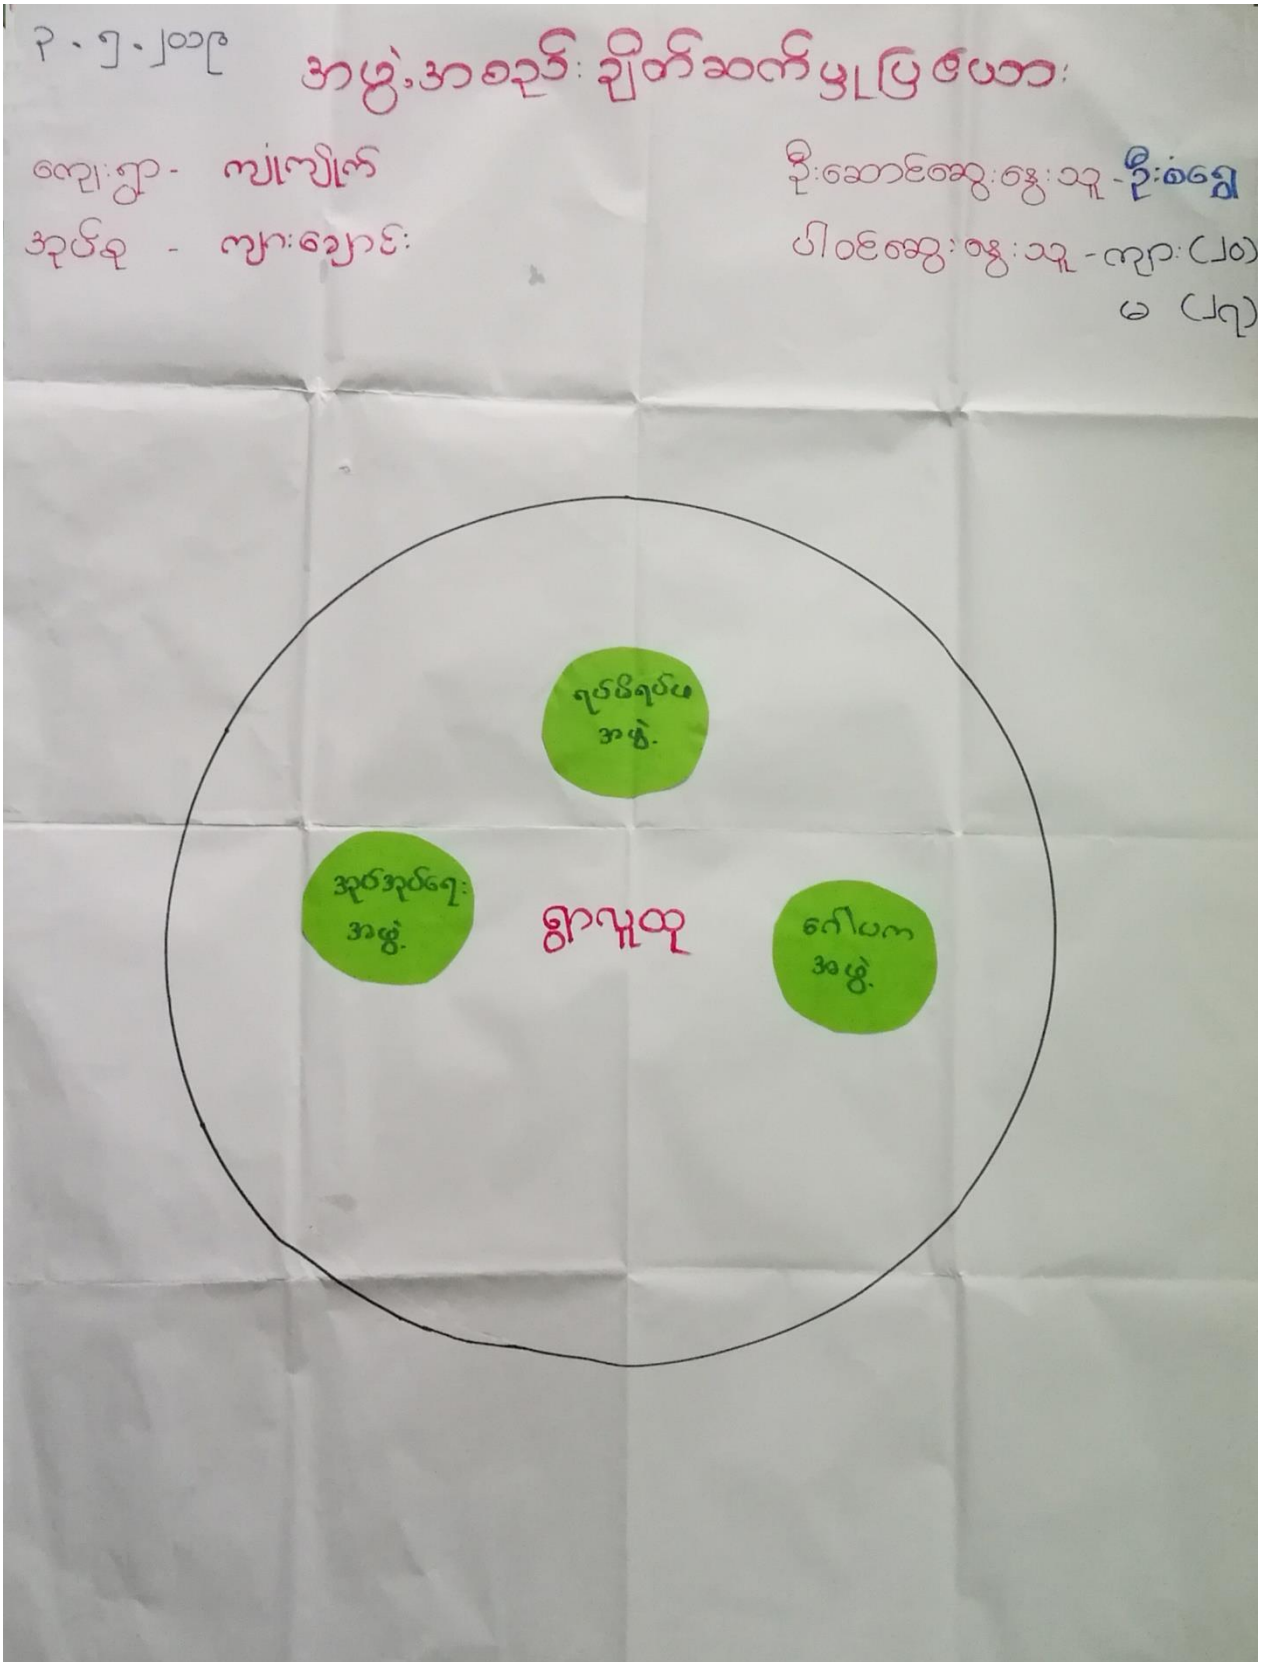 ၃.၅.၂၀၁၉
အဖွဲ့အစည်းချိတ်ဆက်မှုပြဇယား
ကျေးရွာ - ကျုံကျိုက်
အုပ်စု - ကျားချောင်း
ဦးဆောင်ဆွေးနွေးသူ - ဦးစံရွှေ
ပါဝင်ဆွေးနွေးသူ - ကျား (၂၀)
မ (၂၇)
ရပ်မိရပ်ဖ
အဖွဲ့
အုပ်အုပ်ရေး
အဖွဲ့
ရွာလူထု
ဂေါပက
အဖွဲ့